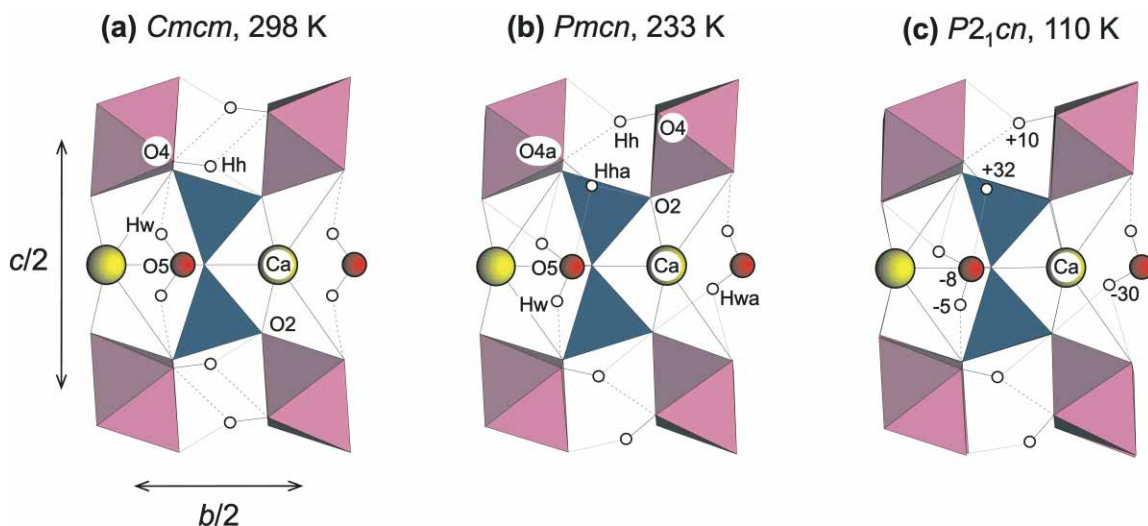 (a) Cmcm, 298 K
(b) Pmcn, 233 K
(c) P2₁cn, 110 K
O4
Hh
Hw
O5
Ca
O2
c/2
b/2
O4a
Hh
O4
Hha
O2
O5
Ca
Hw
Hwa
+10
+32
Ca
-8
-5
-30